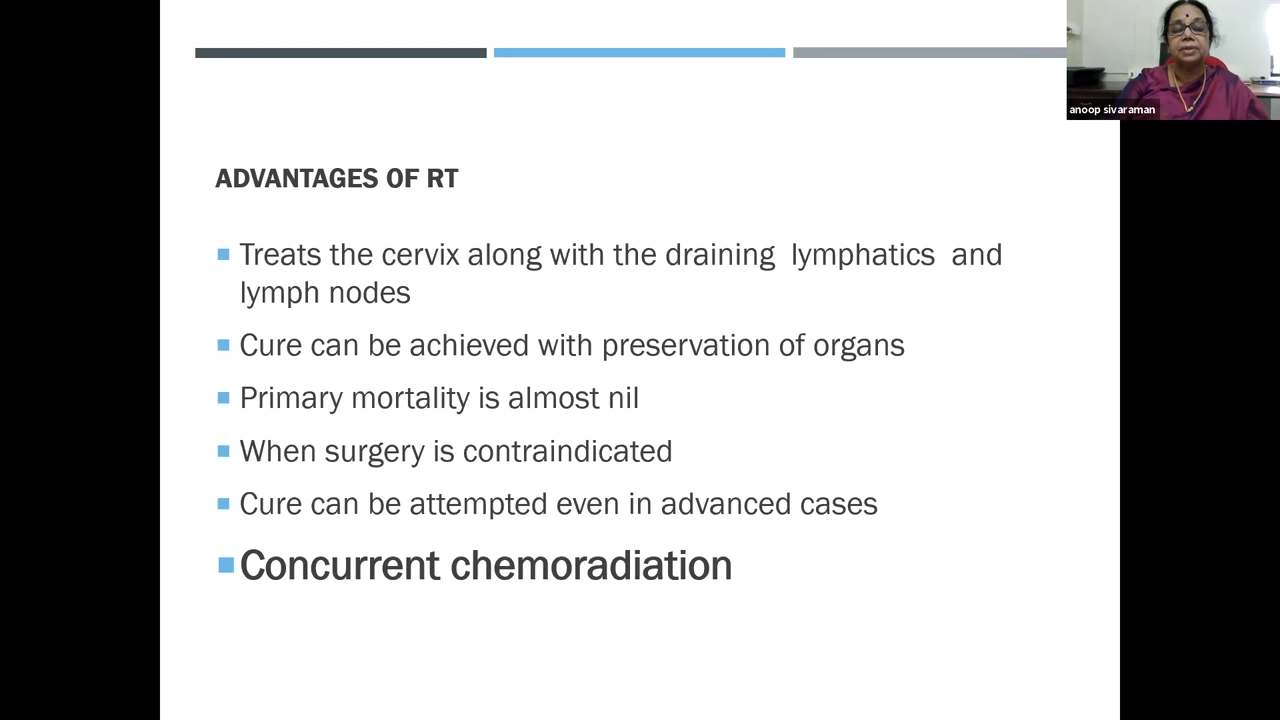 anoop sivaraman
ADVANTAGES OF RT
Treats the cervix along with the draining lymphatics and
lymph nodes
Cure can be achieved with preservation of organs
Primary mortality is almost nil
When surgery is contraindicated
Cure can be attempted even in advanced cases
Concurrent chemoradiation